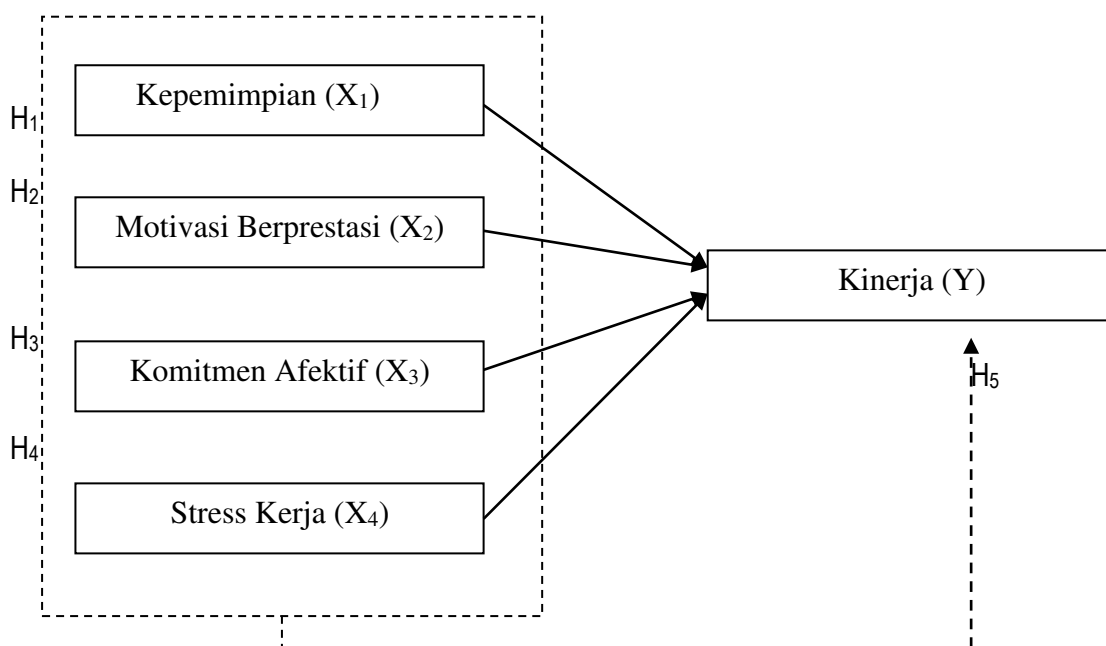 Kepemimpian (X₁)
H₁
H₂
Motivasi Berprestasi (X₂)
Kinerja (Y)
H₃
Komitmen Afektif (X₃)
H₅
H₄
Stress Kerja (X₄)